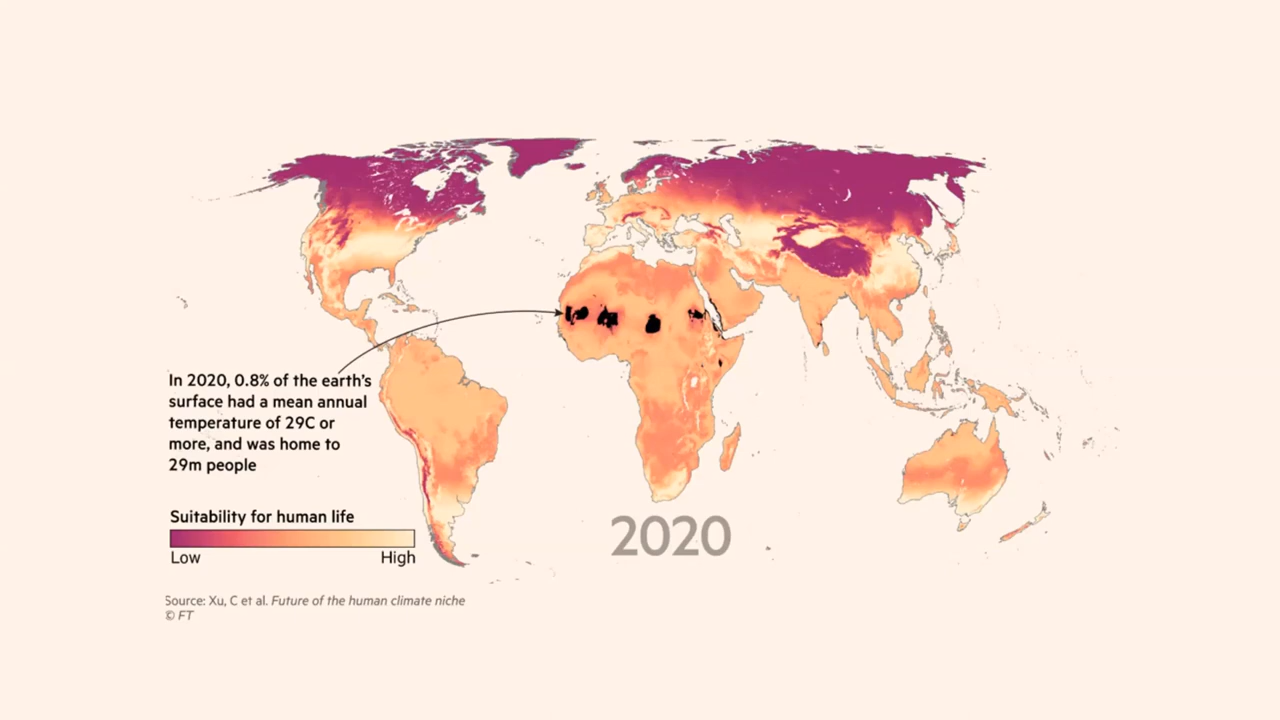 In 2020, 0.8% of the earth's
surface had a mean annual
temperature of 29C or
more, and was home to
29m people
Suitability for human life
Low High
2020
Source: Xu, C et al. Future of the human climate niche
© FT